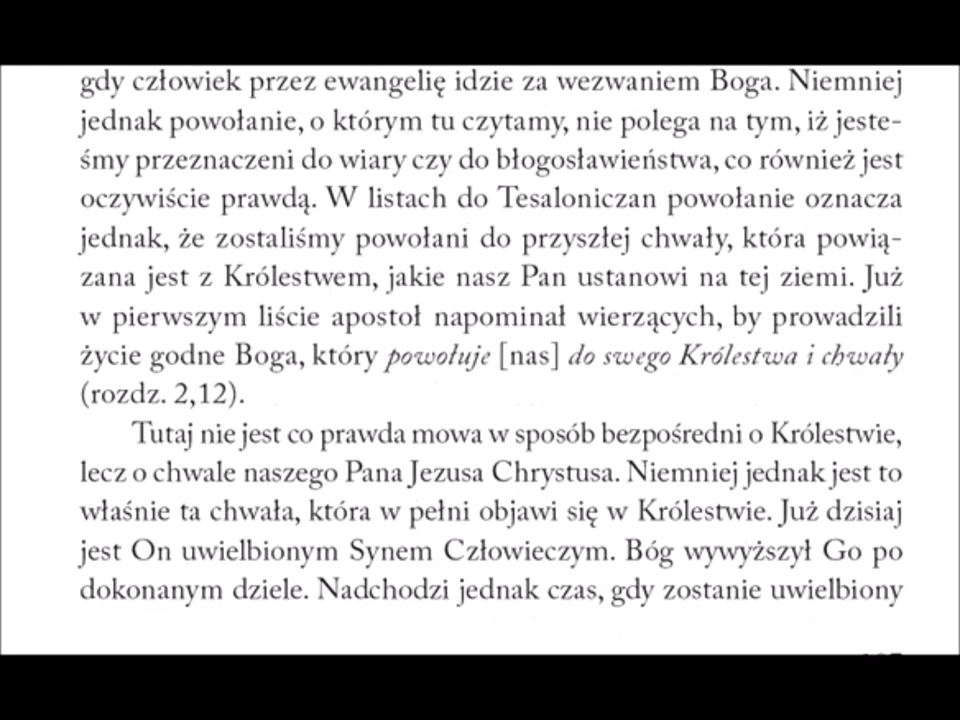 gdy człowiek przez ewangelię idzie za wezwaniem Boga. Niemniej
jednak powołanie, o którym tu czytamy, nie polega na tym, iż jeste-
śmy przeznaczeni do wiary czy do błogosławieństwa, co również jest
oczywiście prawdą. W listach do Tesaloniczan powołanie oznacza
jednak, że zostaliśmy powołani do przyszłej chwały, która powią-
zana jest z Królestwem, jakie nasz Pan ustanowi na tej ziemi. Już
w pierwszym liście apostoł napominał wierzących, by prowadzili
życie godne Boga, który powołuje [nas] do swego Królestwa i chwały
(rozdz. 2,12).
Tutaj nie jest co prawda mowa w sposób bezpośredni o Królestwie,
lecz o chwale naszego Pana Jezusa Chrystusa. Niemniej jednak jest to
właśnie ta chwała, która w pełni objawi się w Królestwie. Już dzisiaj
jest On uwielbionym Synem Człowieczym. Bóg wywyższył Go po
dokonanym dziele. Nadchodzi jednak czas, gdy zostanie uwielbiony